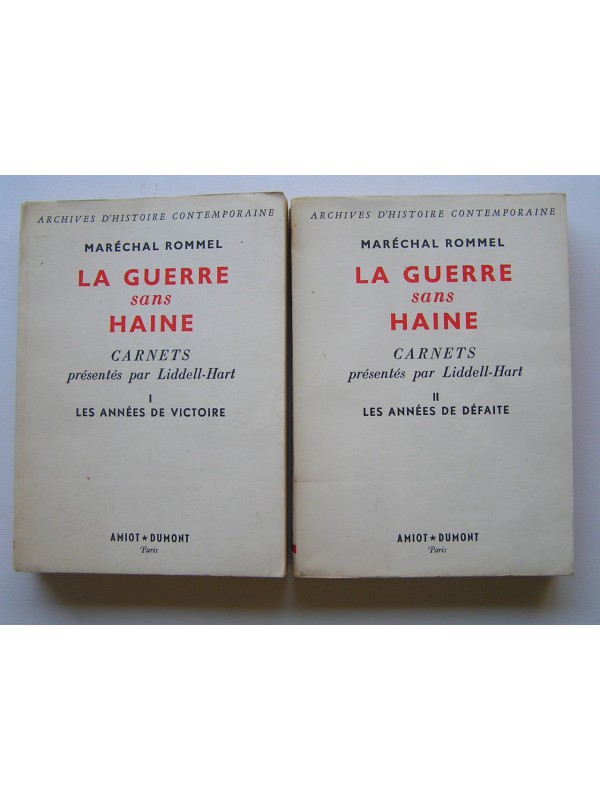 ARCHIVES D'HISTOIRE CONTEMPORAINE
MARÉCHAL ROMMEL
LA GUERRE
sans
HAINE
CARNETS
présentés par Liddell-Hart
I
LES ANNÉES DE VICTOIRE
AMIOT★DUMONT
Paris
ARCHIVES D'HISTOIRE CONTEMPORAINE
MARÉCHAL ROMMEL
LA GUERRE
sans
HAINE
CARNETS
présentés par Liddell-Hart
II
LES ANNÉES DE DÉFAITE
AMIOT★DUMONT
Paris